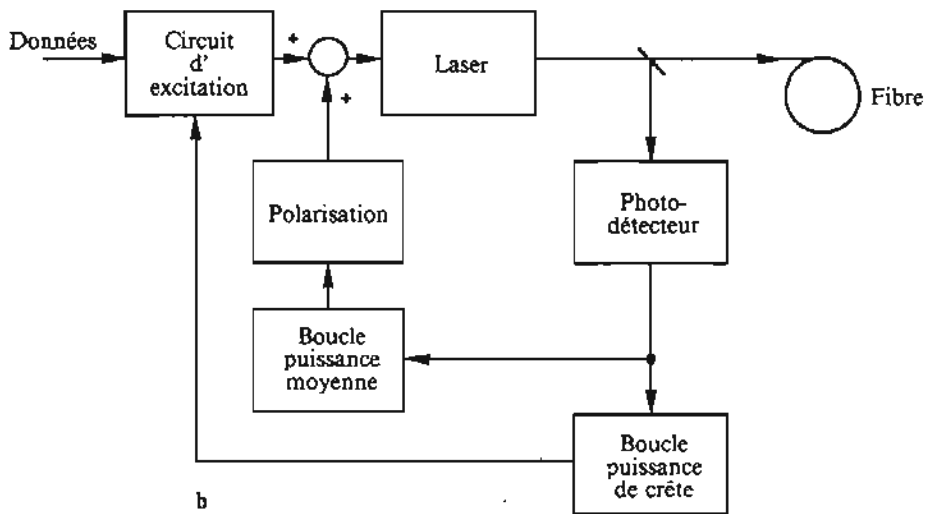 Données
Circuit
d'
excitation
+
+
Laser
Fibre
Polarisation
Photo-
détecteur
Boucle
puissance
moyenne
Boucle
puissance
de crête
b